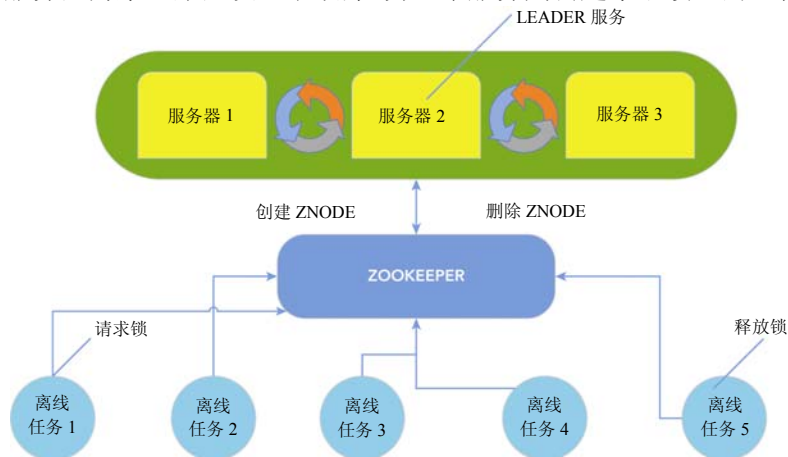 LEADER 服务
服务器 1
服务器 2
服务器 3
创建 ZNODE
删除 ZNODE
ZOOKEEPER
请求锁
释放锁
离线
任务 1
离线
任务 2
离线
任务 3
离线
任务 4
离线
任务 5